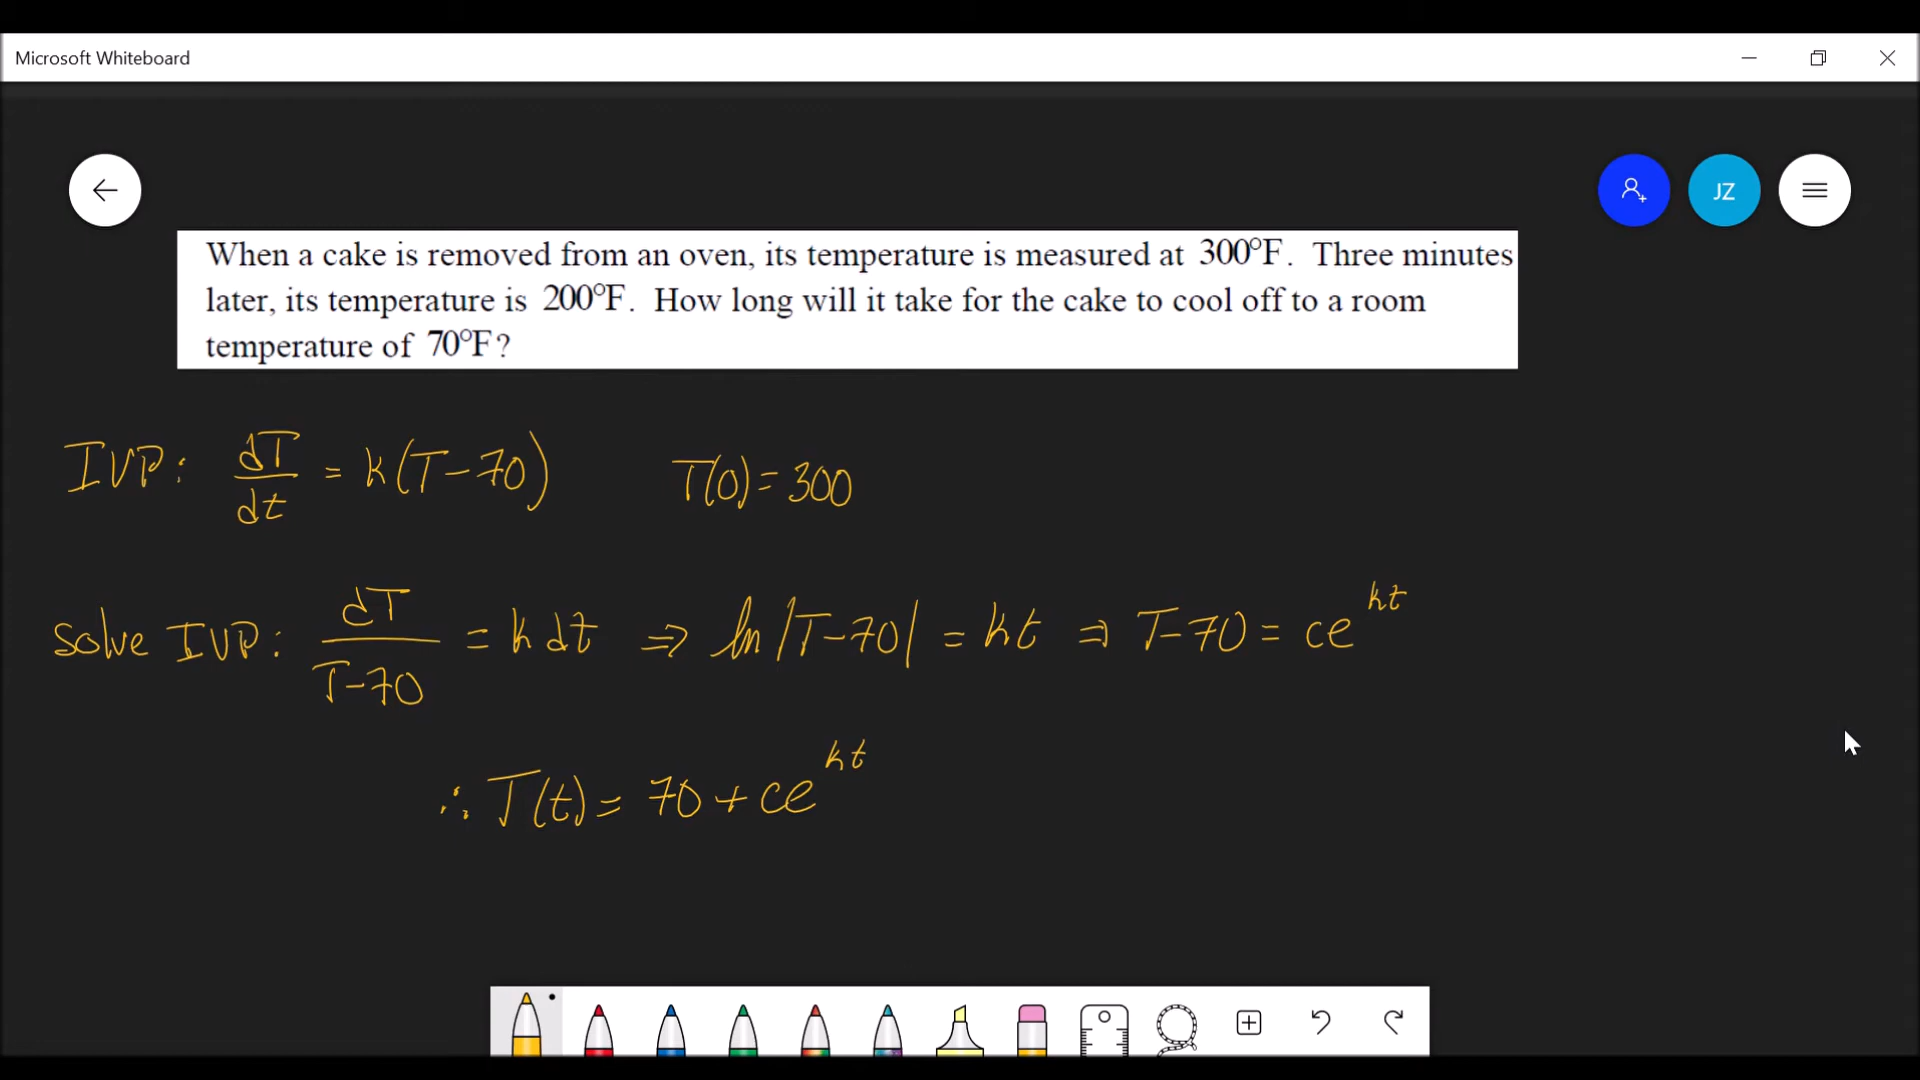 Microsoft Whiteboard
JZ
When a cake is removed from an oven, its temperature is measured at 300°F. Three minutes
later, its temperature is 200°F. How long will it take for the cake to cool off to a room
temperature of 70°F?
IVP: dT/dt = k(T-70) T(0) = 300
Solve IVP: dT/T-70 = k dt ⇒ ln|T-70| = kt ⇒ T-70 = ce^kt
∴ T(t) = 70 + ce^kt